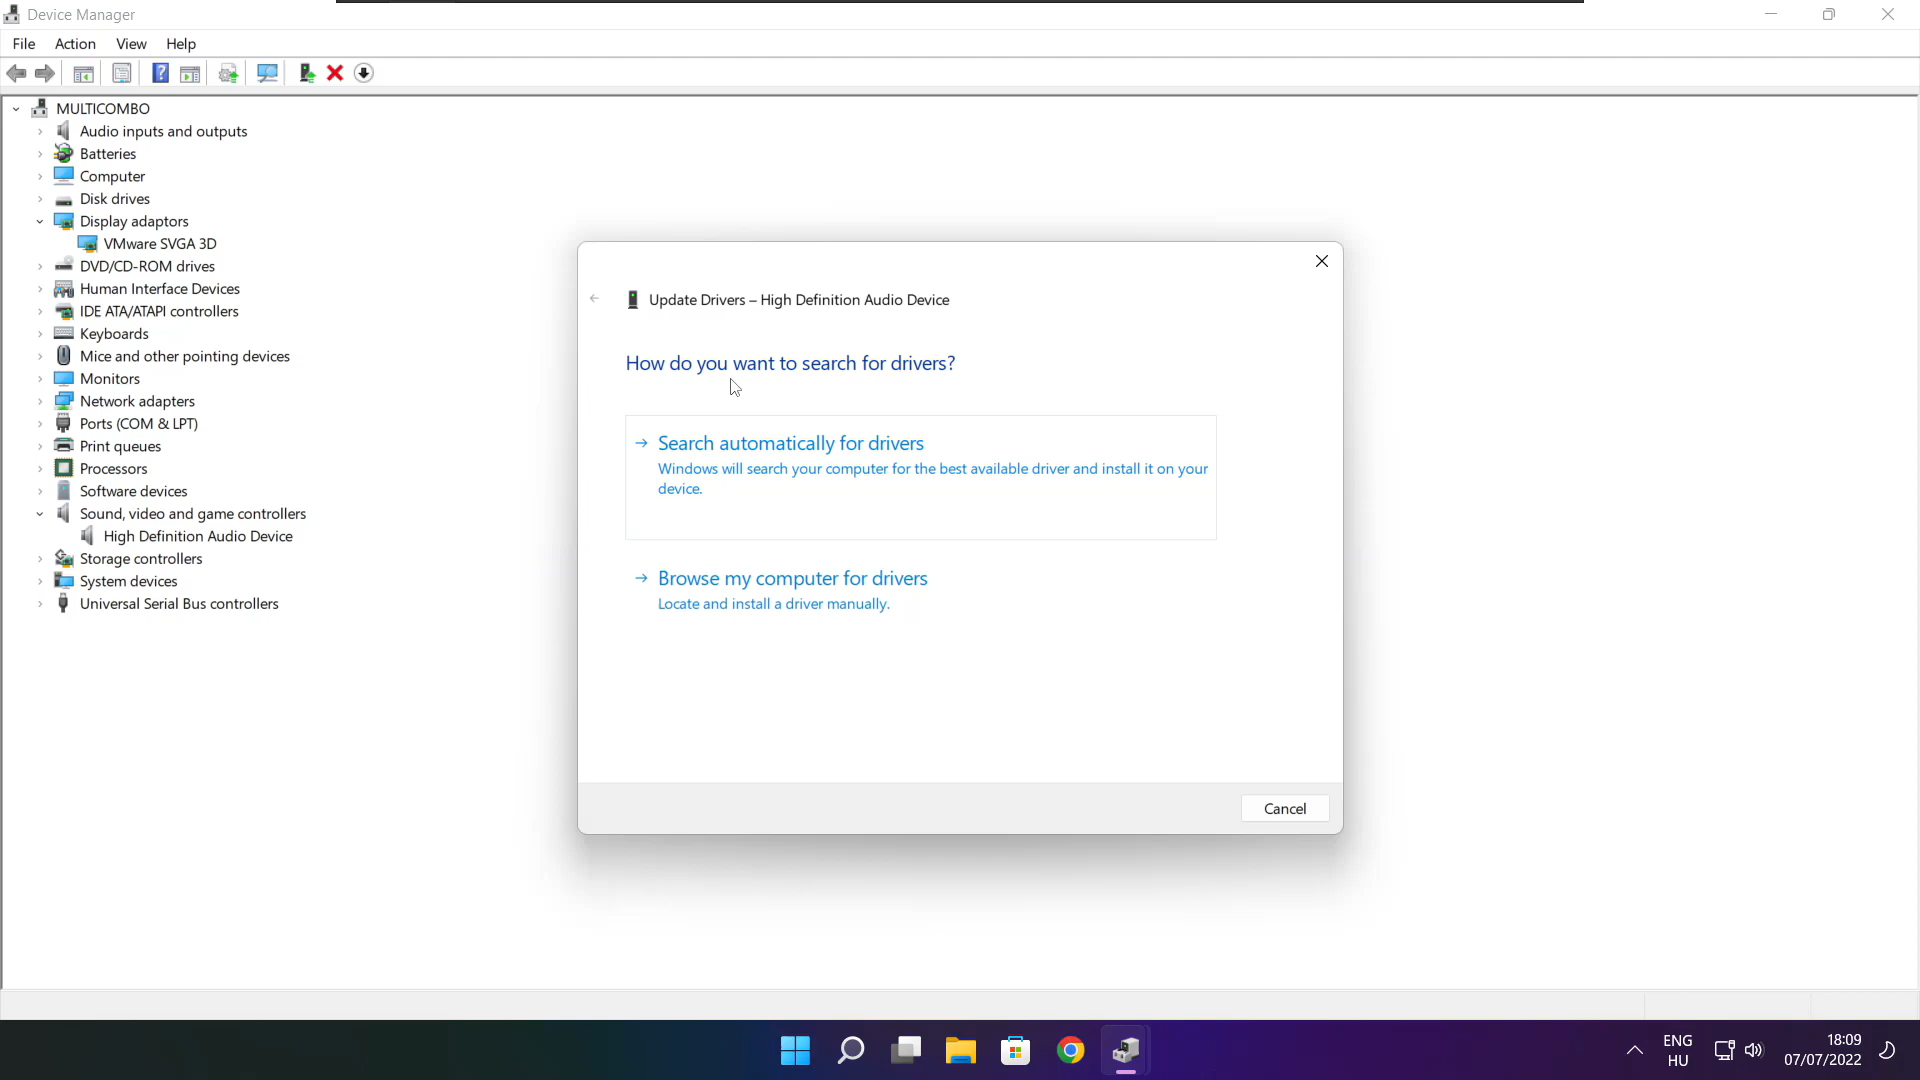 Device Manager
File Action View Help
MULTICOMBO
Audio inputs and outputs
Batteries
Computer
Disk drives
Display adaptors
VMware SVGA 3D
DVD/CD-ROM drives
Human Interface Devices
IDE ATA/ATAPI controllers
Keyboards
Mice and other pointing devices
Monitors
Network adapters
Ports (COM & LPT)
Print queues
Processors
Software devices
Sound, video and game controllers
High Definition Audio Device
Storage controllers
System devices
Universal Serial Bus controllers
Update Drivers – High Definition Audio Device
How do you want to search for drivers?
Search automatically for drivers
Windows will search your computer for the best available driver and install it on your
device.
Browse my computer for drivers
Locate and install a driver manually.
Cancel
ENG
HU
18:09
07/07/2022